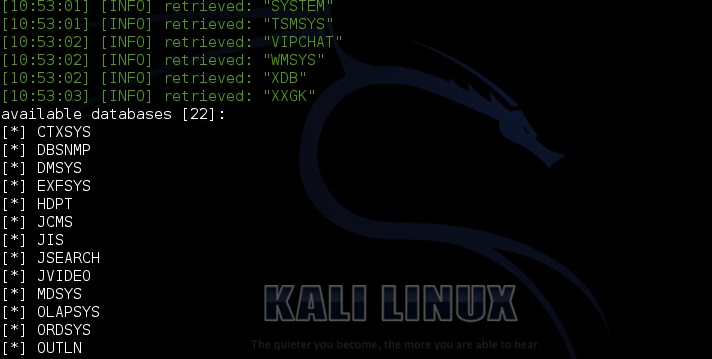 [10:53:01] [INFO] retrieved: "SYSTEM"
[10:53:01] [INFO] retrieved: "TSMSYS"
[10:53:02] [INFO] retrieved: "VIPCHAT"
[10:53:02] [INFO] retrieved: "WMSYS"
[10:53:02] [INFO] retrieved: "XDB"
[10:53:03] [INFO] retrieved: "XXGK"
available databases [22]:
[*] CTXSYS
[*] DBSNMP
[*] DMSYS
[*] EXFSYS
[*] HDPT
[*] JCMS
[*] JIS
[*] JSEARCH
[*] JVIDEO
[*] MDSYS
[*] OLAPSYS
[*] ORDSYS
[*] OUTLN
KALI LINUX
The quieter you become, the more you are able to hear.